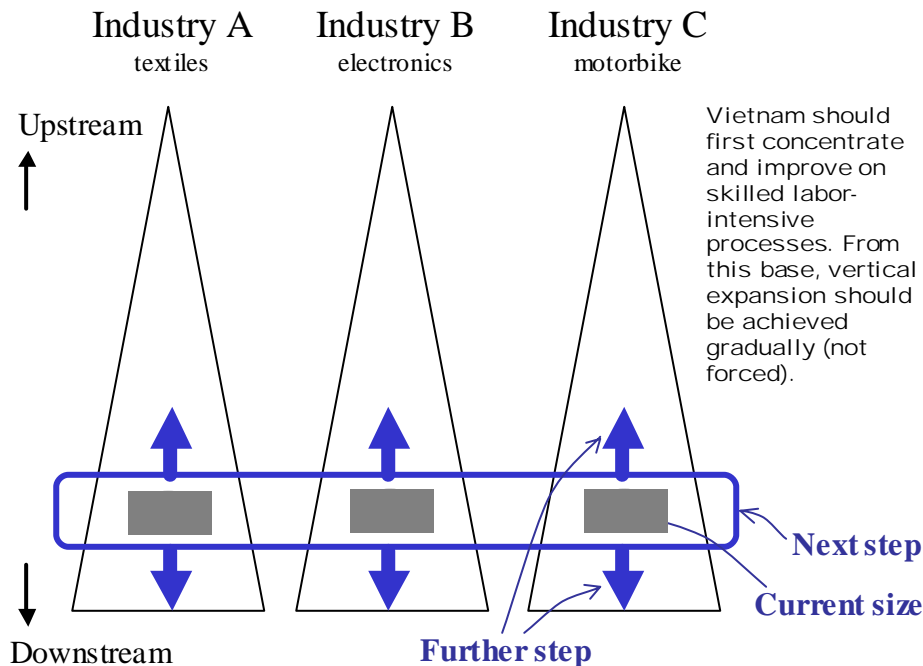 Industry A
textiles
Industry B
electronics
Industry C
motorbike
Upstream
Vietnam should
first concentrate
and improve on
skilled labor-
intensive
processes. From
this base, vertical
expansion should
be achieved
gradually (not
forced).
Next step
Current size
Further step
Downstream